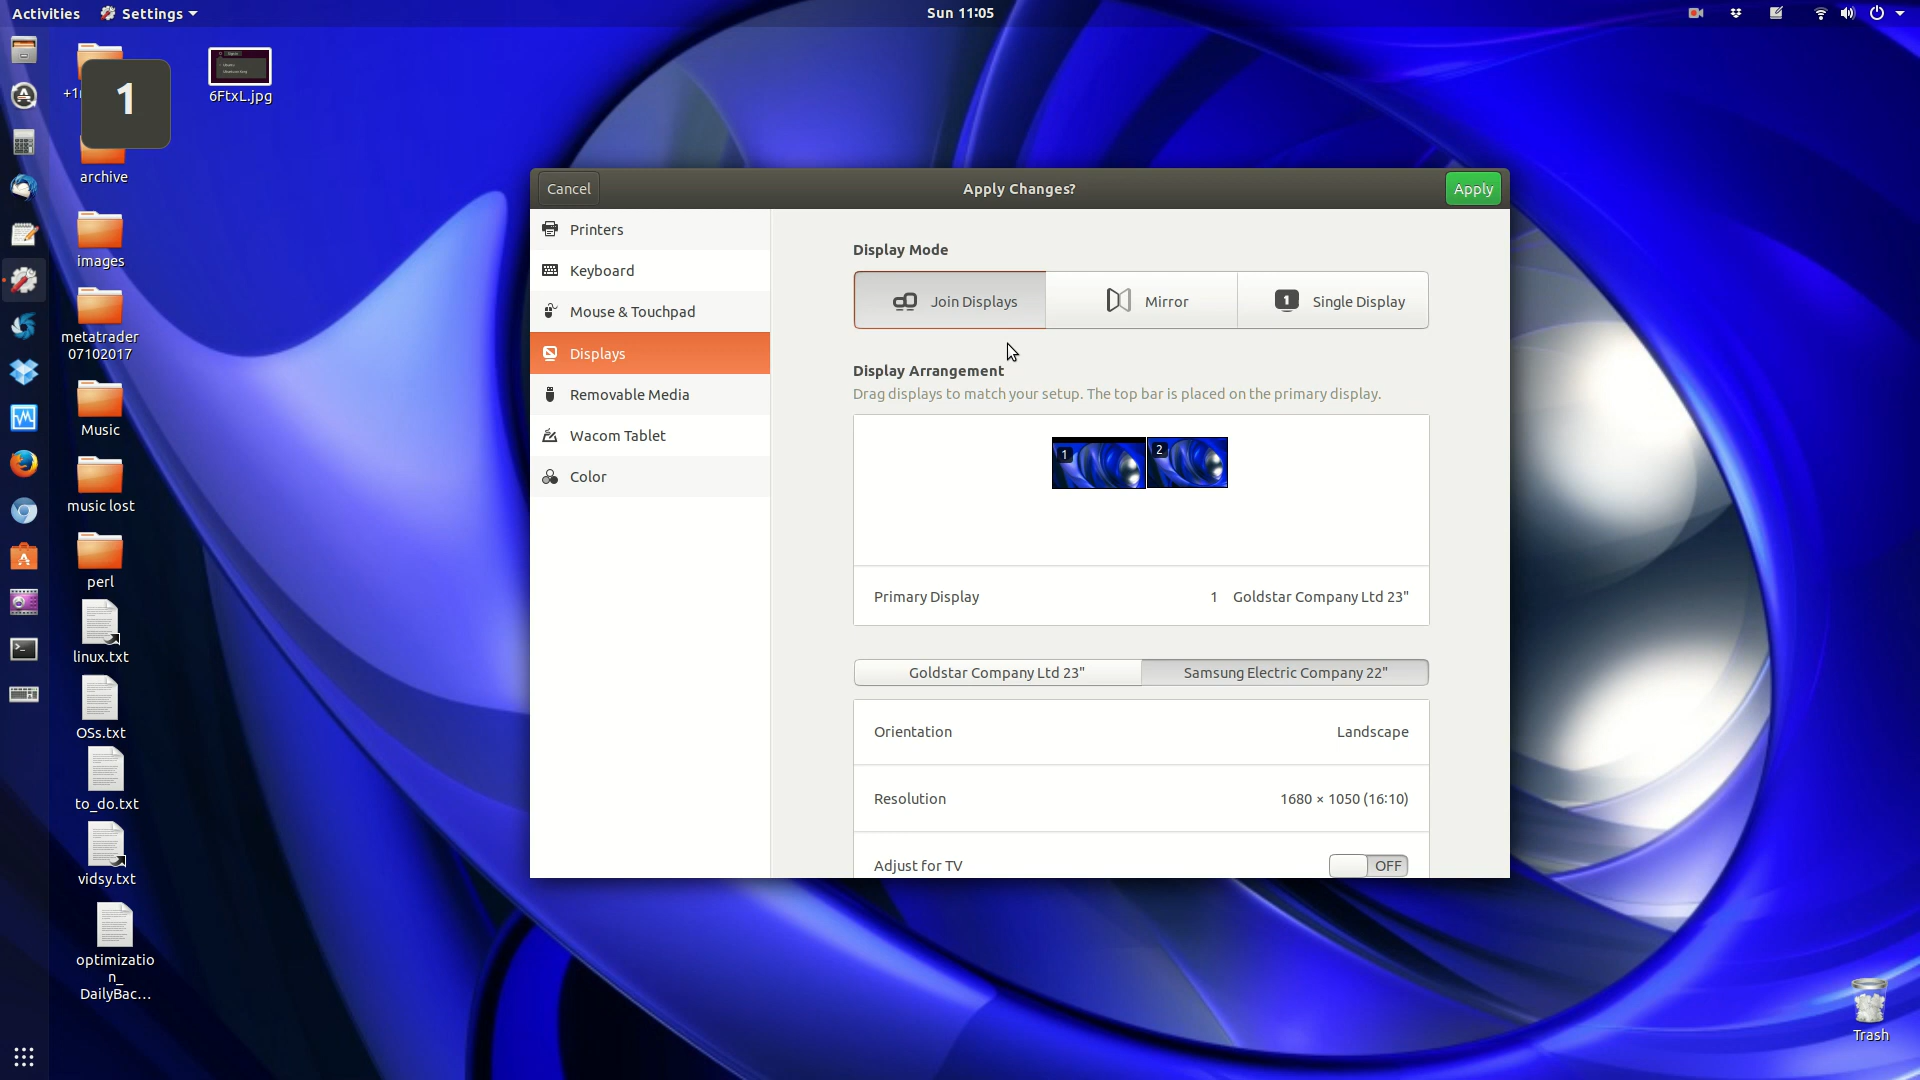 Activities
Settings
Sun 11:05
1
6FtxL.jpg
archive
images
metatrader
07102017
Music
music lost
perl
linux.txt
OSs.txt
to_do.txt
vidsy.txt
optimizatio
n_
DailyBac...
Trash
Cancel
Apply Changes?
Apply
Printers
Keyboard
Mouse & Touchpad
Displays
Removable Media
Wacom Tablet
Color
Display Mode
Join Displays
Mirror
1
Single Display
Display Arrangement
Drag displays to match your setup. The top bar is placed on the primary display.
1
2
Primary Display
1 Goldstar Company Ltd 23"
Goldstar Company Ltd 23"
Samsung Electric Company 22"
Orientation
Landscape
Resolution
1680 × 1050 (16:10)
Adjust for TV
OFF